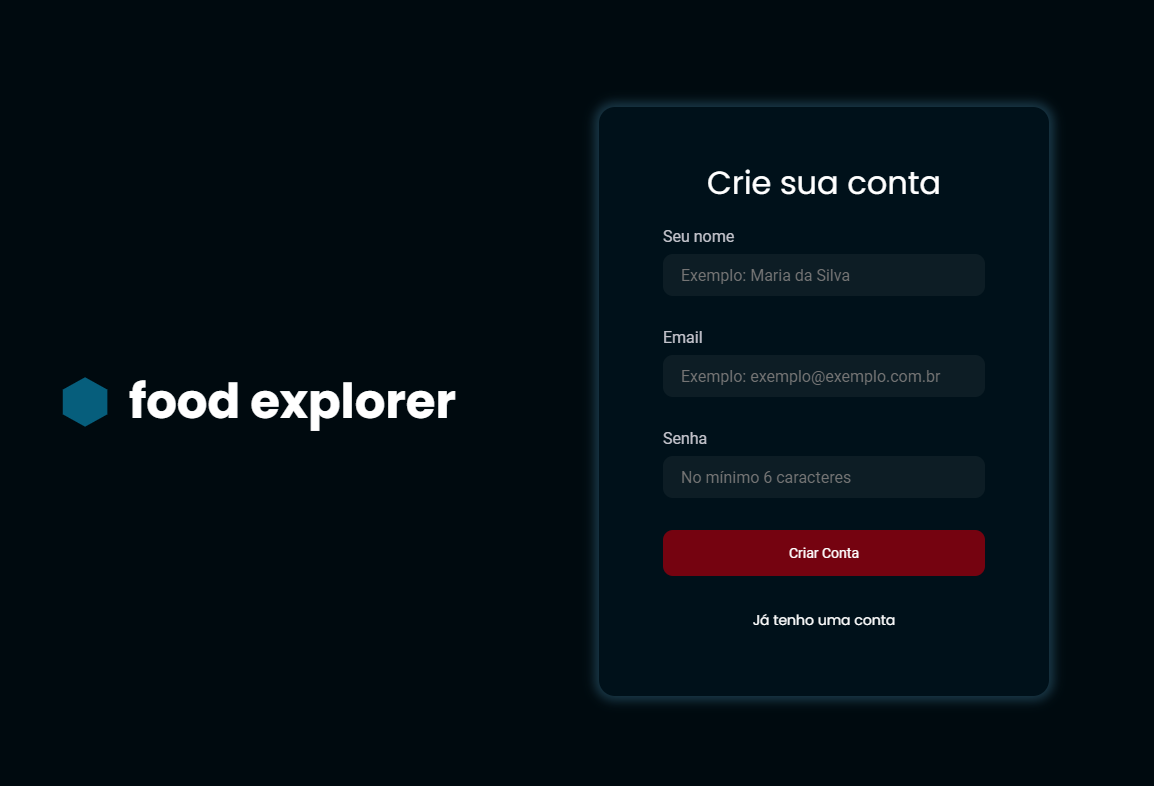 food explorer
Crie sua conta
Seu nome
Exemplo: Maria da Silva
Email
Exemplo: exemplo@exemplo.com.br
Senha
No mínimo 6 caracteres
Criar Conta
Já tenho uma conta